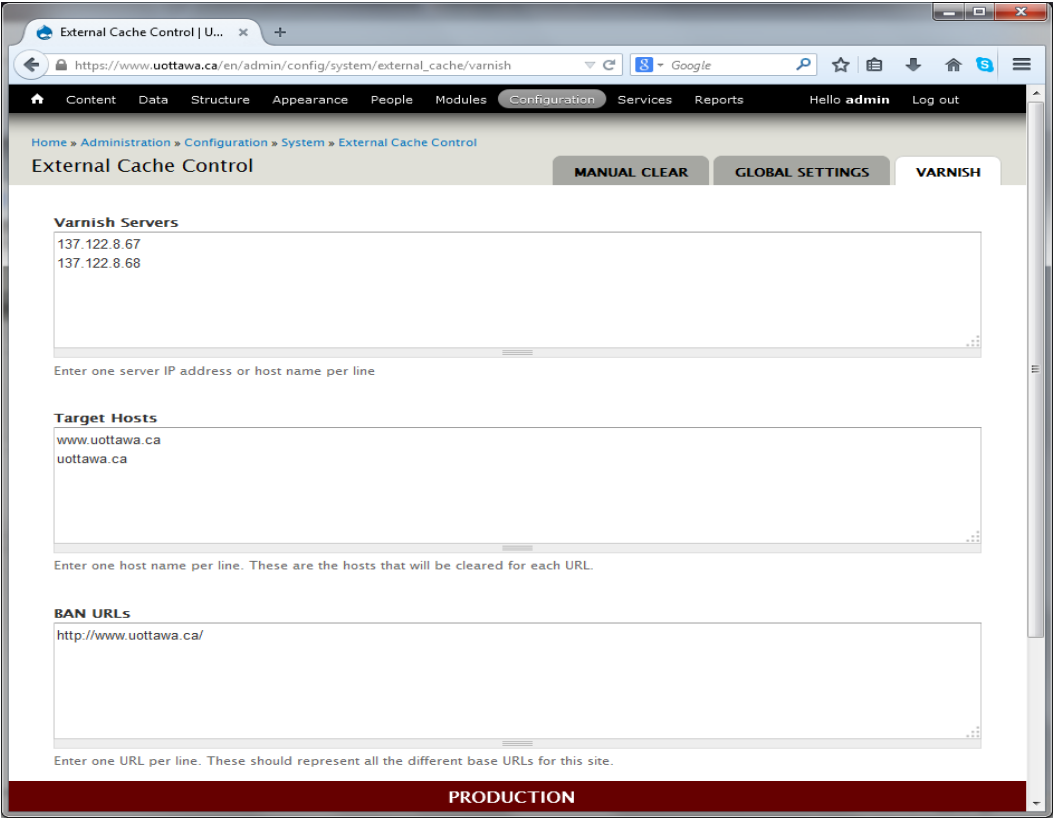 External Cache Control | U...
https://www.uottawa.ca/en/admin/config/system/external_cache/varnish
Google
Content Data Structure Appearance People Modules Configuration Services Reports Hello admin Log out
Home » Administration » Configuration » System » External Cache Control
External Cache Control
MANUAL CLEAR GLOBAL SETTINGS VARNISH
Varnish Servers
137.122.8.67
137.122.8.68
Enter one server IP address or host name per line
Target Hosts
www.uottawa.ca
uottawa.ca
Enter one host name per line. These are the hosts that will be cleared for each URL.
BAN URLs
http://www.uottawa.ca/
Enter one URL per line. These should represent all the different base URLs for this site.
PRODUCTION